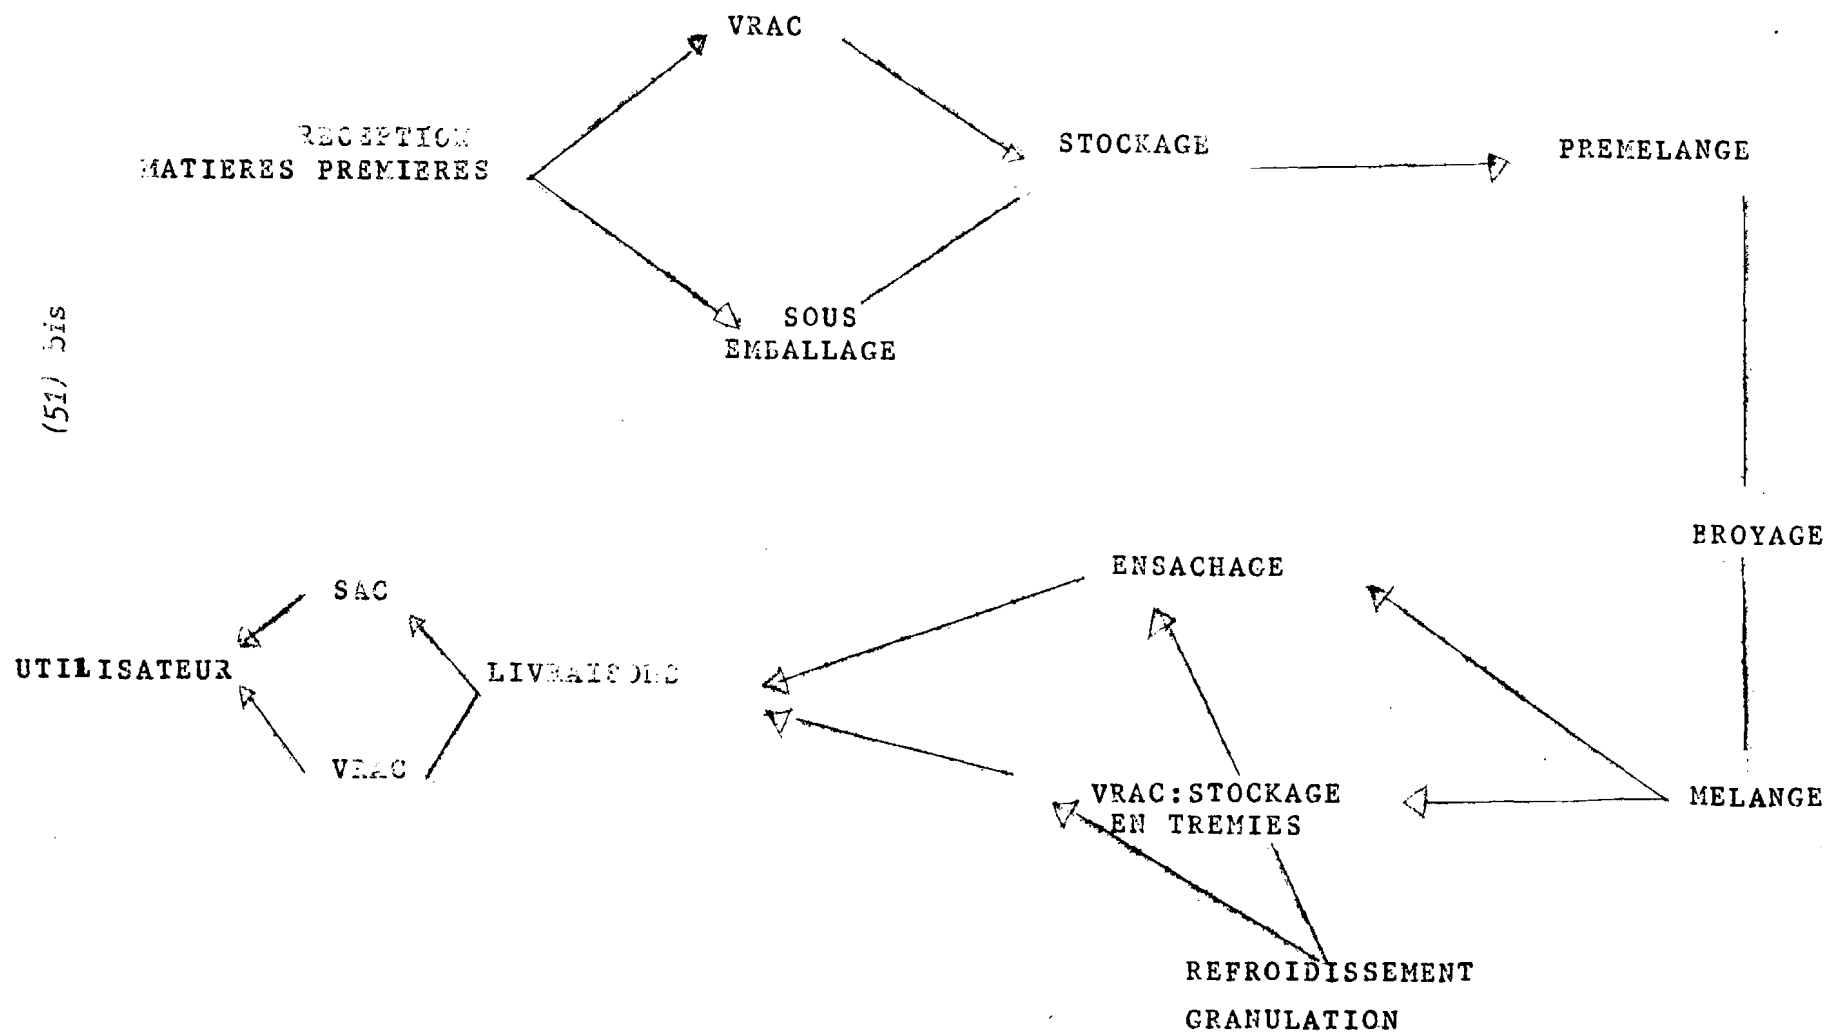 VRAC
RECEPTION
MATIERES PREMIERES
STOCKAGE
PREMELANGE
SOUS
EMBALLAGE
(51) bis
BROYAGE
ENSACHAGE
SAC
UTILISATEUR
LIVRAISONS
VRAC
VRAC:STOCKAGE
EN TREMIES
MELANGE
REFROIDISSEMENT
GRANULATION